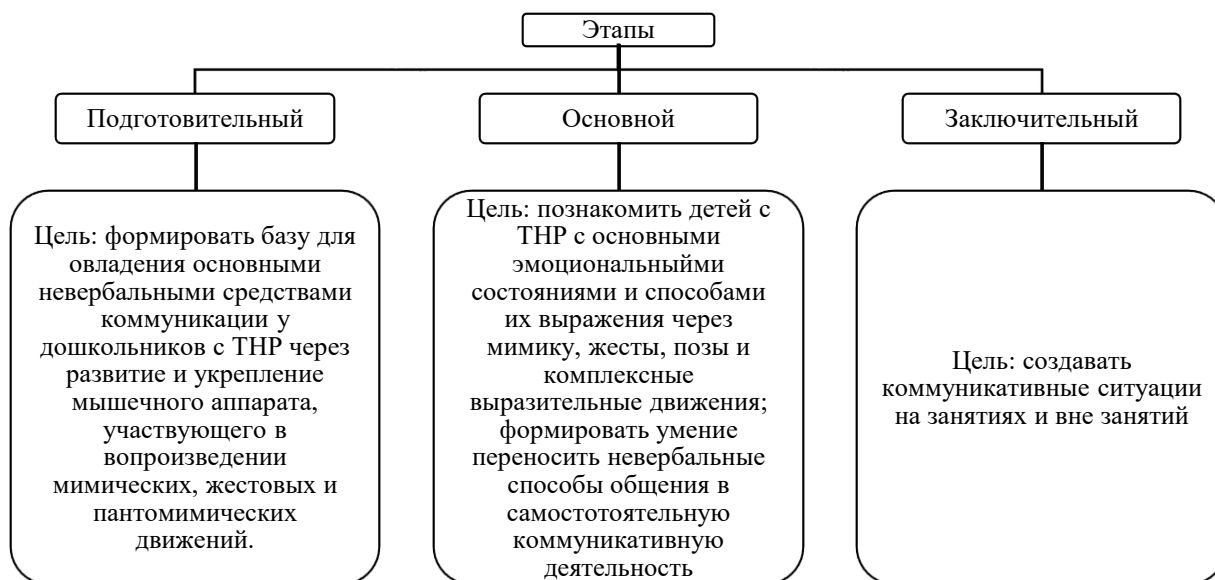 Этапы
Подготовительный
Основной
Заключительный
Цель: формировать базу для
овладения основными
невербальными средствами
коммуникации у
дошкольников с ТНР через
развитие и укрепление
мышечного аппарата,
участвующего в
вопроизведении
мимических, жестовых и
пантомимических
движений.
Цель: познакомить детей с
ТНР с основными
эмоциональныйми
состояниями и способами
их выражения через
мимику, жесты, позы и
комплексные
выразительные движения;
формировать умение
переносить невербальные
способы общения в
самостотоятельную
коммуникативную
деятельность
Цель: создавать
коммуникативные ситуации
на занятиях и вне занятий